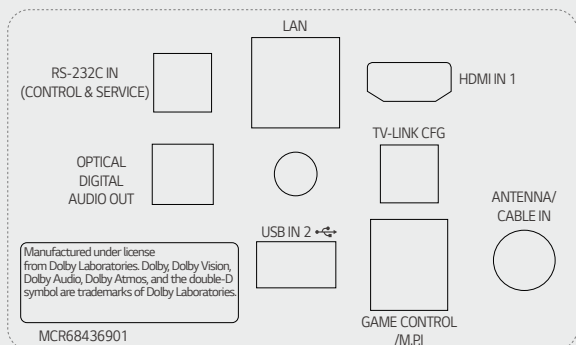 LAN
RS-232C IN
(CONTROL & SERVICE)
HDMI IN 1
TV-LINK CFG
OPTICAL
DIGITAL
AUDIO OUT
ANTENNA/
CABLE IN
USB IN 2
Manufactured under license
from Dolby Laboratories. Dolby, Dolby Vision,
Dolby Audio, Dolby Atmos, and the double-D
symbol are trademarks of Dolby Laboratories.
GAME CONTROL
/M.P.I
MCR68436901